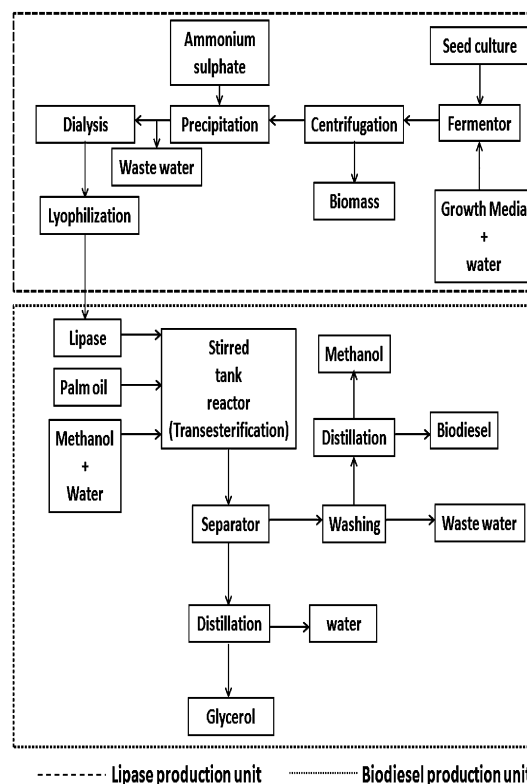 Ammonium
sulphate
Seed culture
Dialysis
Precipitation
Centrifugation
Fermentor
Waste water
Lyophilization
Biomass
Growth Media
+
water
Lipase
Palm oil
Methanol
+
Water
Stirred
tank
reactor
(Transesterification)
Methanol
Distillation
Biodiesel
Separator
Washing
Waste water
Distillation
water
Glycerol
Lipase production unit
Biodiesel production unit